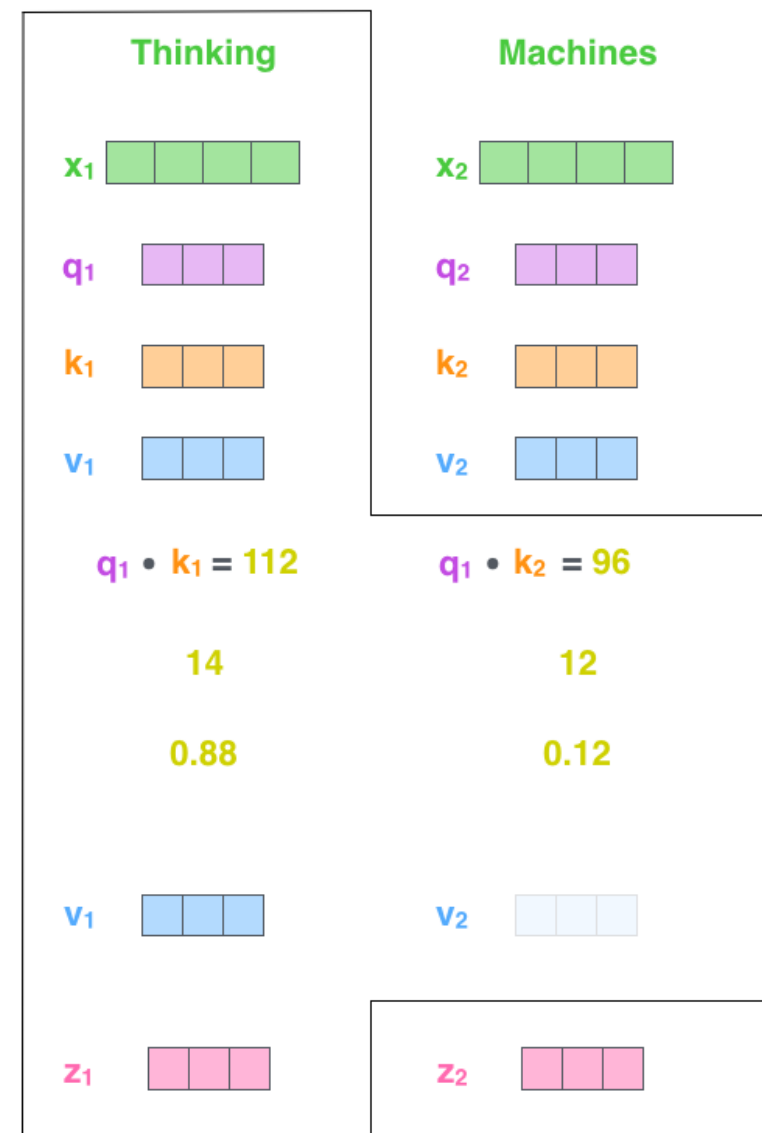 Thinking Machines
x₁ x₂
q₁ q₂
k₁ k₂
v₁ v₂
q₁ • k₁ = 112 q₁ • k₂ = 96
14 12
0.88 0.12
v₁ v₂
z₁ z₂